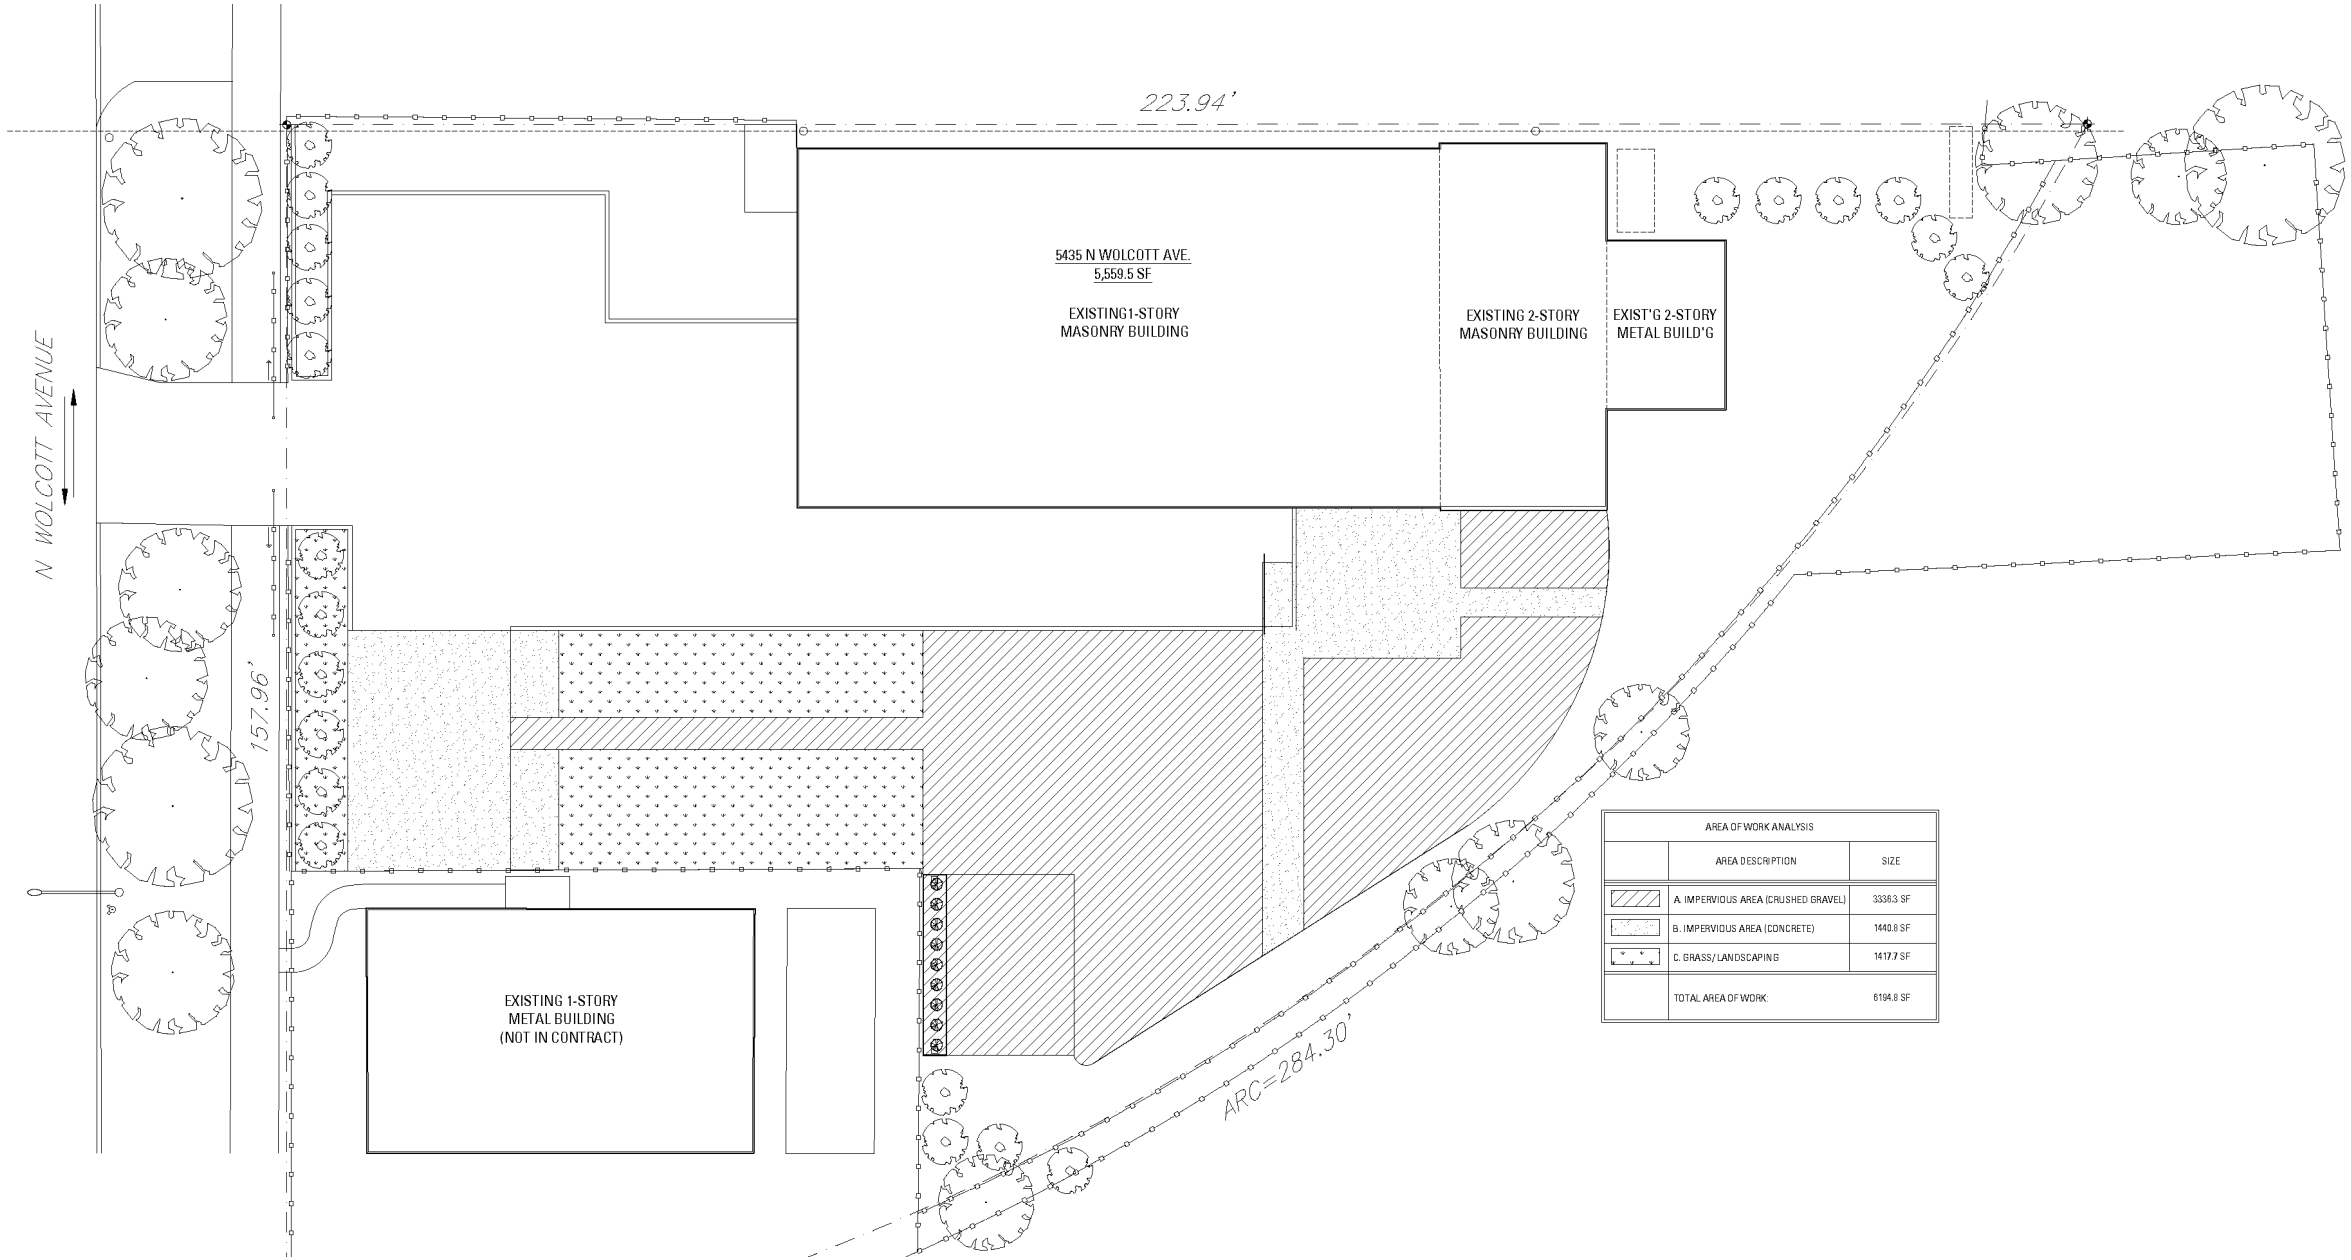 223.94'
5435 N WOLCOTT AVE.
5,559.5 SF
EXISTING1-STORY
MASONRY BUILDING
EXISTING 2-STORY
MASONRY BUILDING
EXIST'G 2-STORY
METAL BUILD'G
N WOLCOTT AVENUE
157.96'
EXISTING 1-STORY
METAL BUILDING
(NOT IN CONTRACT)
ARC=284.30'
AREA OF WORK ANALYSIS
AREA DESCRIPTION SIZE
A. IMPERVIOUS AREA (CRUSHED GRAVEL) 3336.3 SF
B. IMPERVIOUS AREA (CONCRETE) 1440.8 SF
C. GRASS/LANDSCAPING 1417.7 SF
TOTAL AREA OF WORK: 6194.8 SF